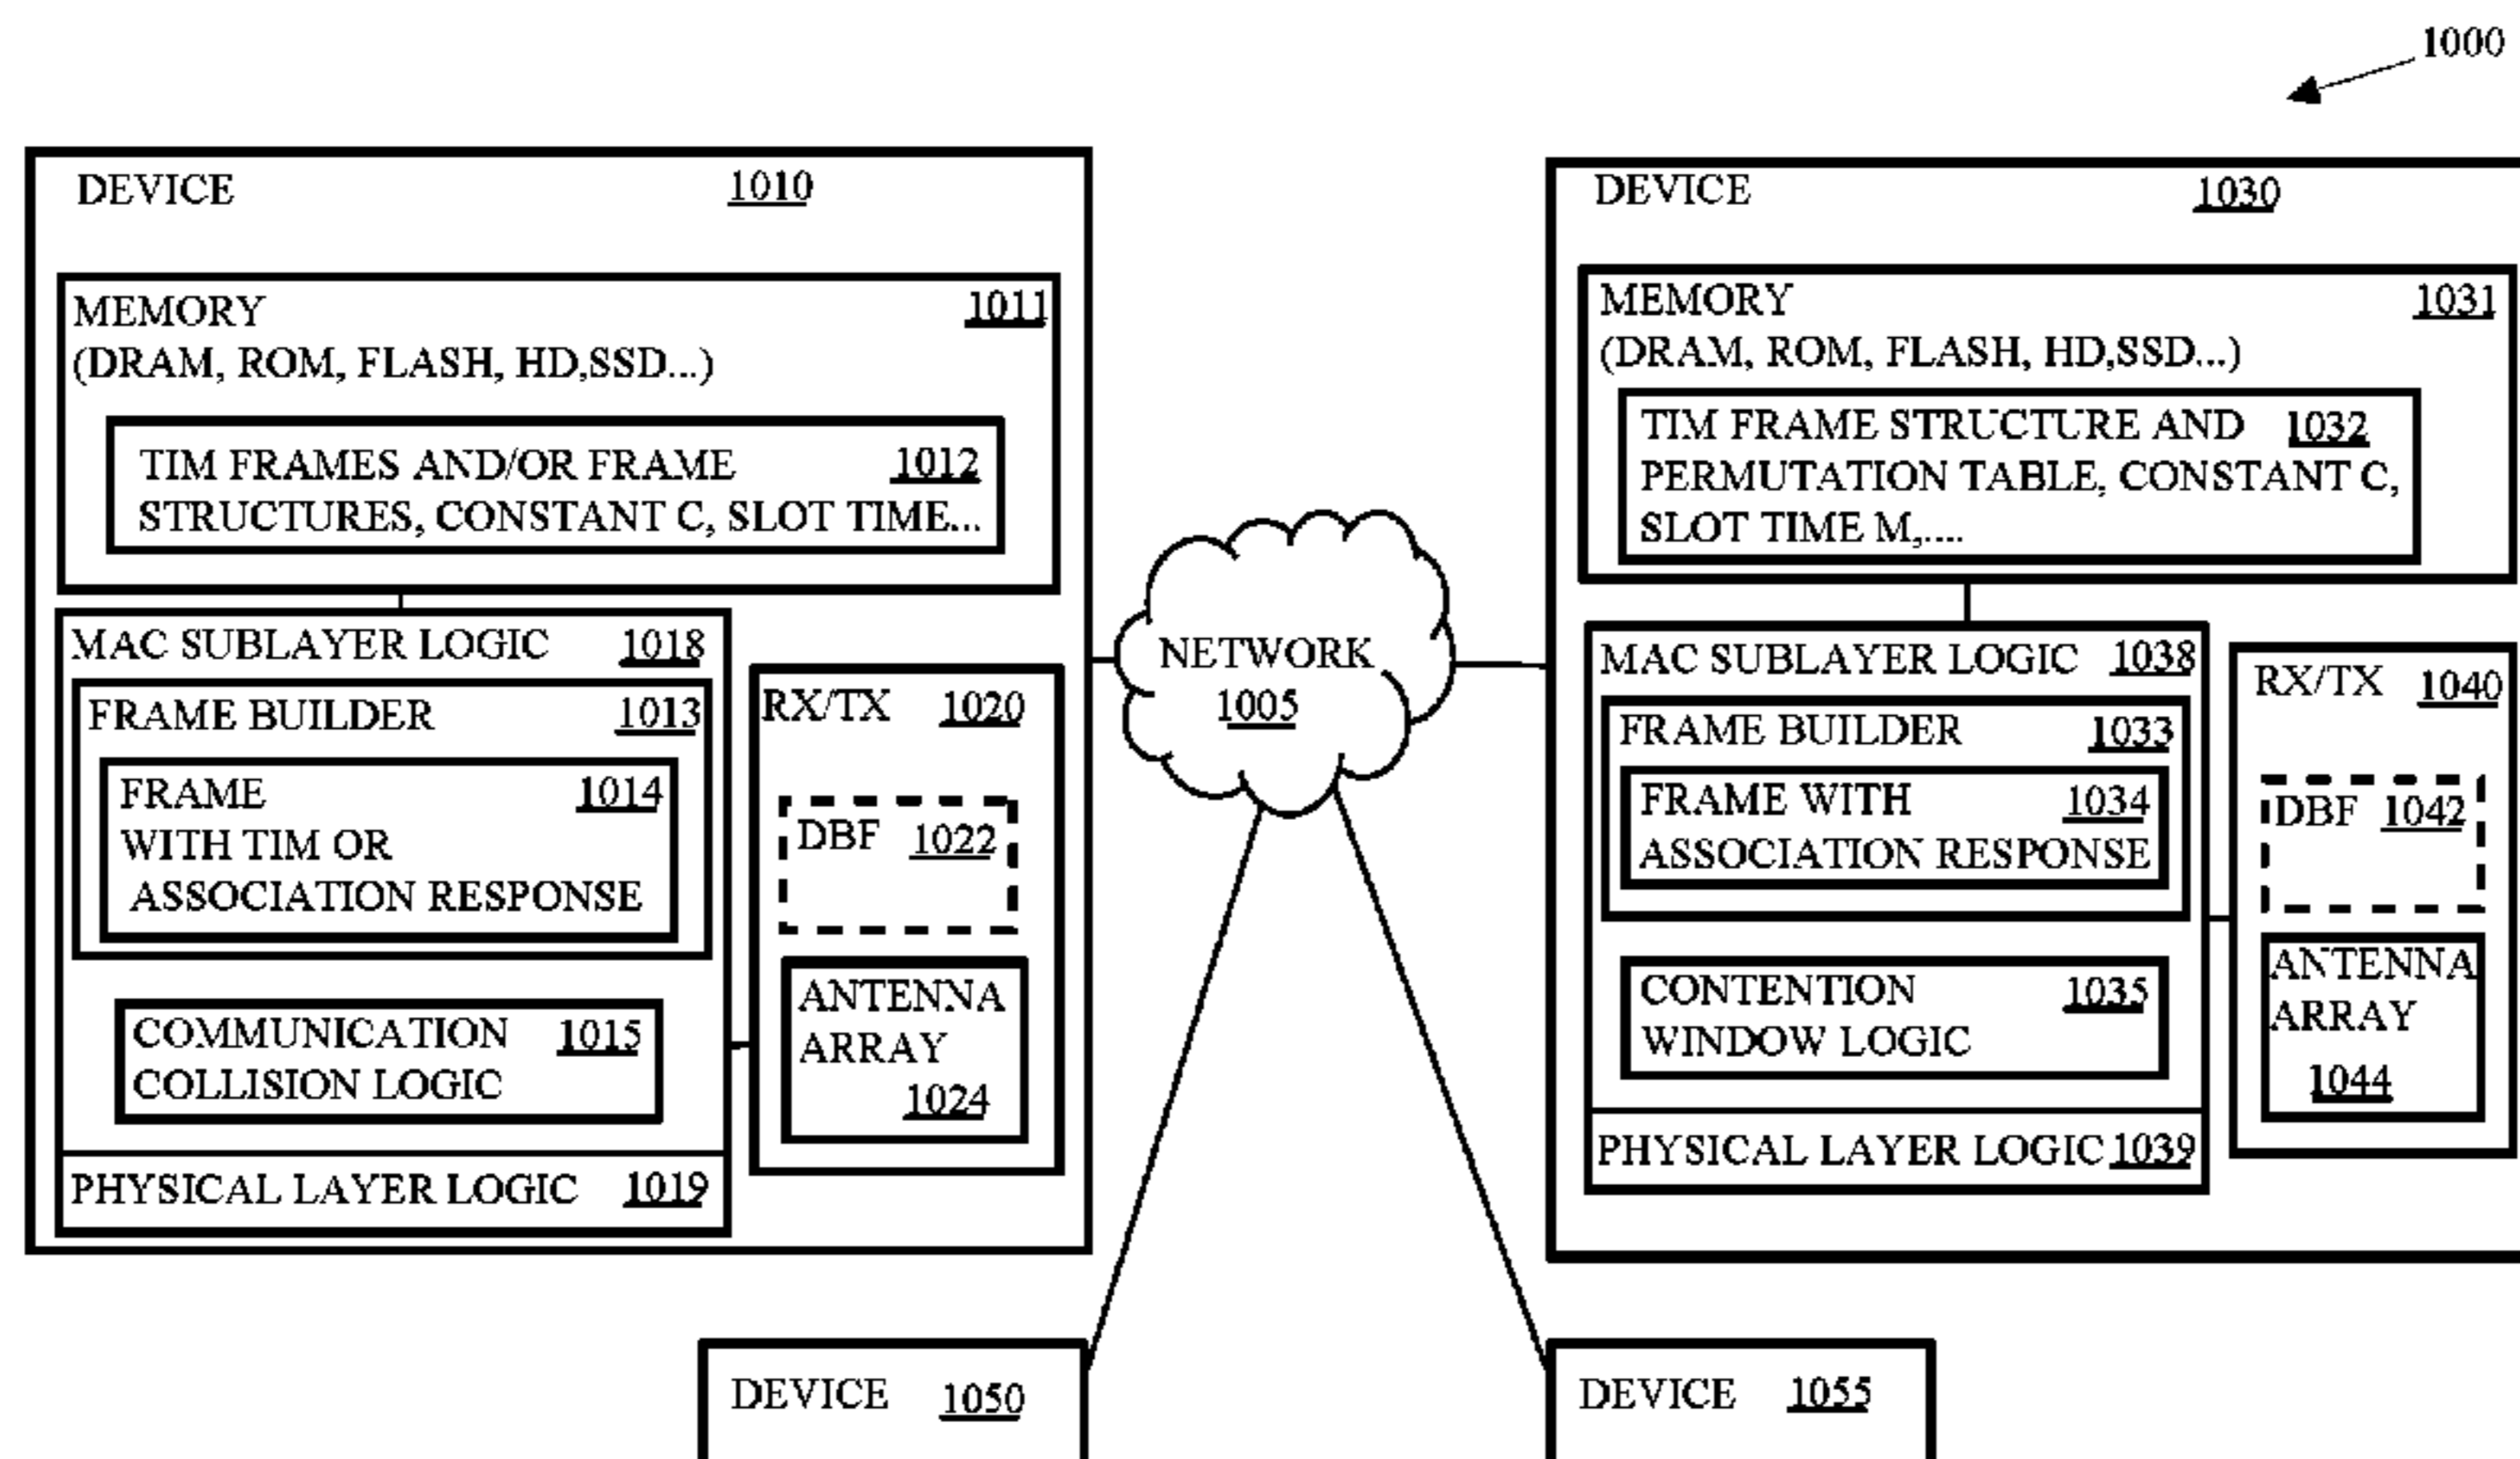 1000
DEVICE 1010
MEMORY 1011
(DRAM, ROM, FLASH, HD,SSD...)
TIM FRAMES AND/OR FRAME 1012
STRUCTURES, CONSTANT C, SLOT TIME...
MAC SUBLAYER LOGIC 1018
FRAME BUILDER 1013
FRAME 1014
WITH TIM OR
ASSOCIATION RESPONSE
COMMUNICATION 1015
COLLISION LOGIC
PHYSICAL LAYER LOGIC 1019
RX/TX 1020
DBF 1022
ANTENNA
ARRAY
1024
NETWORK
1005
DEVICE 1030
MEMORY 1031
(DRAM, ROM, FLASH, HD,SSD...)
TIM FRAME STRUCTURE AND 1032
PERMUTATION TABLE, CONSTANT C,
SLOT TIME M,....
MAC SUBLAYER LOGIC 1038
FRAME BUILDER 1033
FRAME WITH 1034
ASSOCIATION RESPONSE
CONTENTION 1035
WINDOW LOGIC
PHYSICAL LAYER LOGIC 1039
RX/TX 1040
DBF 1042
ANTENNA
ARRAY
1044
DEVICE 1050
DEVICE 1055